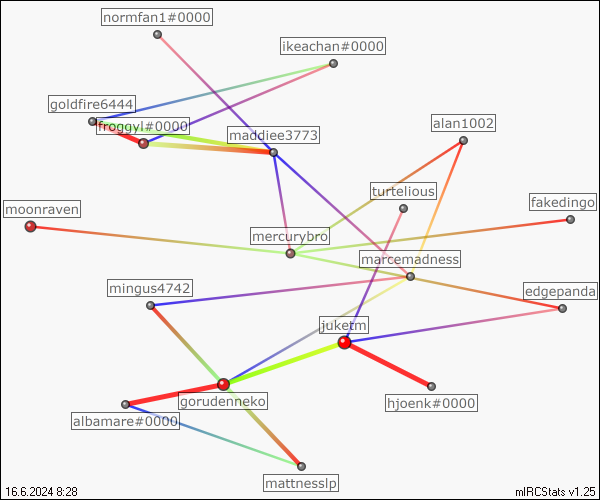 normfan1#0000
ikeachan#0000
goldfire6444
froggyl#0000
maddiee3773
alan1002
turtelious
moonraven
fakedingo
mercurybro
marcemadness
mingus4742
edgepanda
juketm
gorudenneko
hjoenk#0000
albamare#0000
mattnesslp
16.6.2024 8:28
mIRCStats v1.25